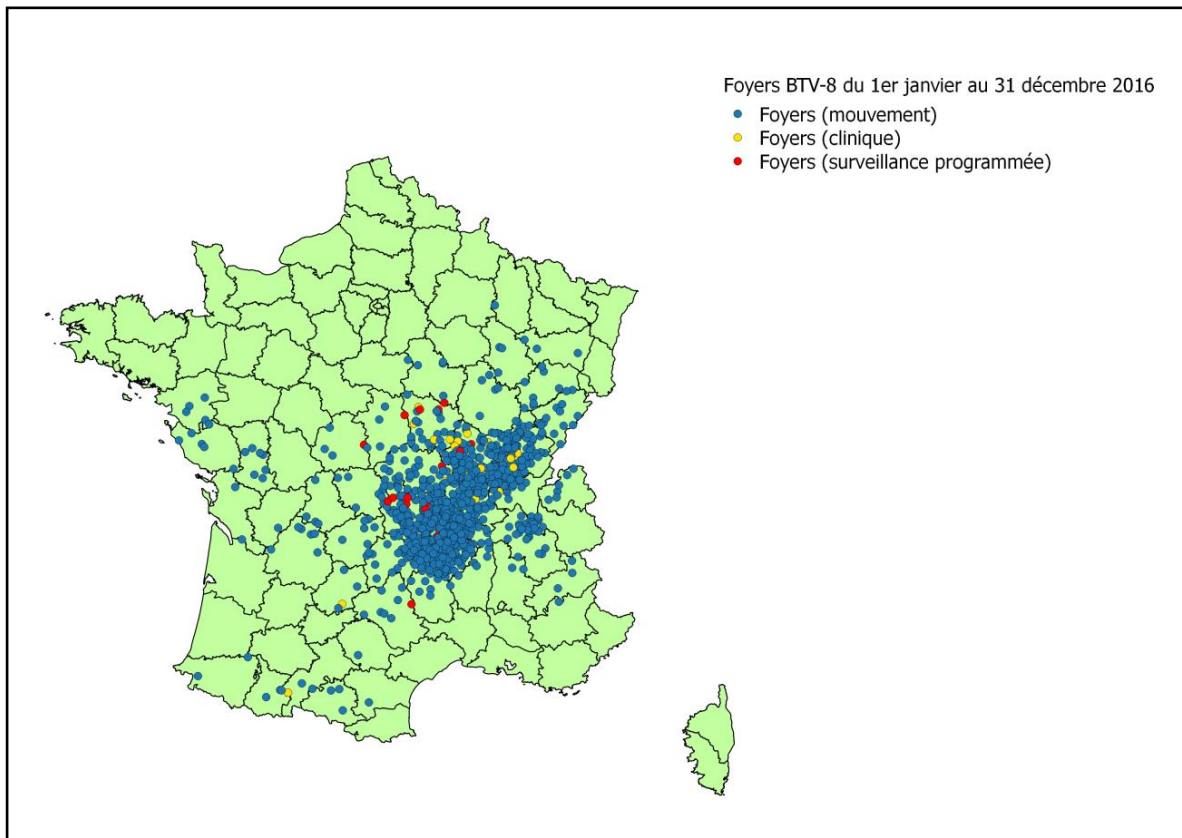 Foyers BTV-8 du 1er janvier au 31 décembre 2016
Foyers (mouvement)
Foyers (clinique)
Foyers (surveillance programmée)